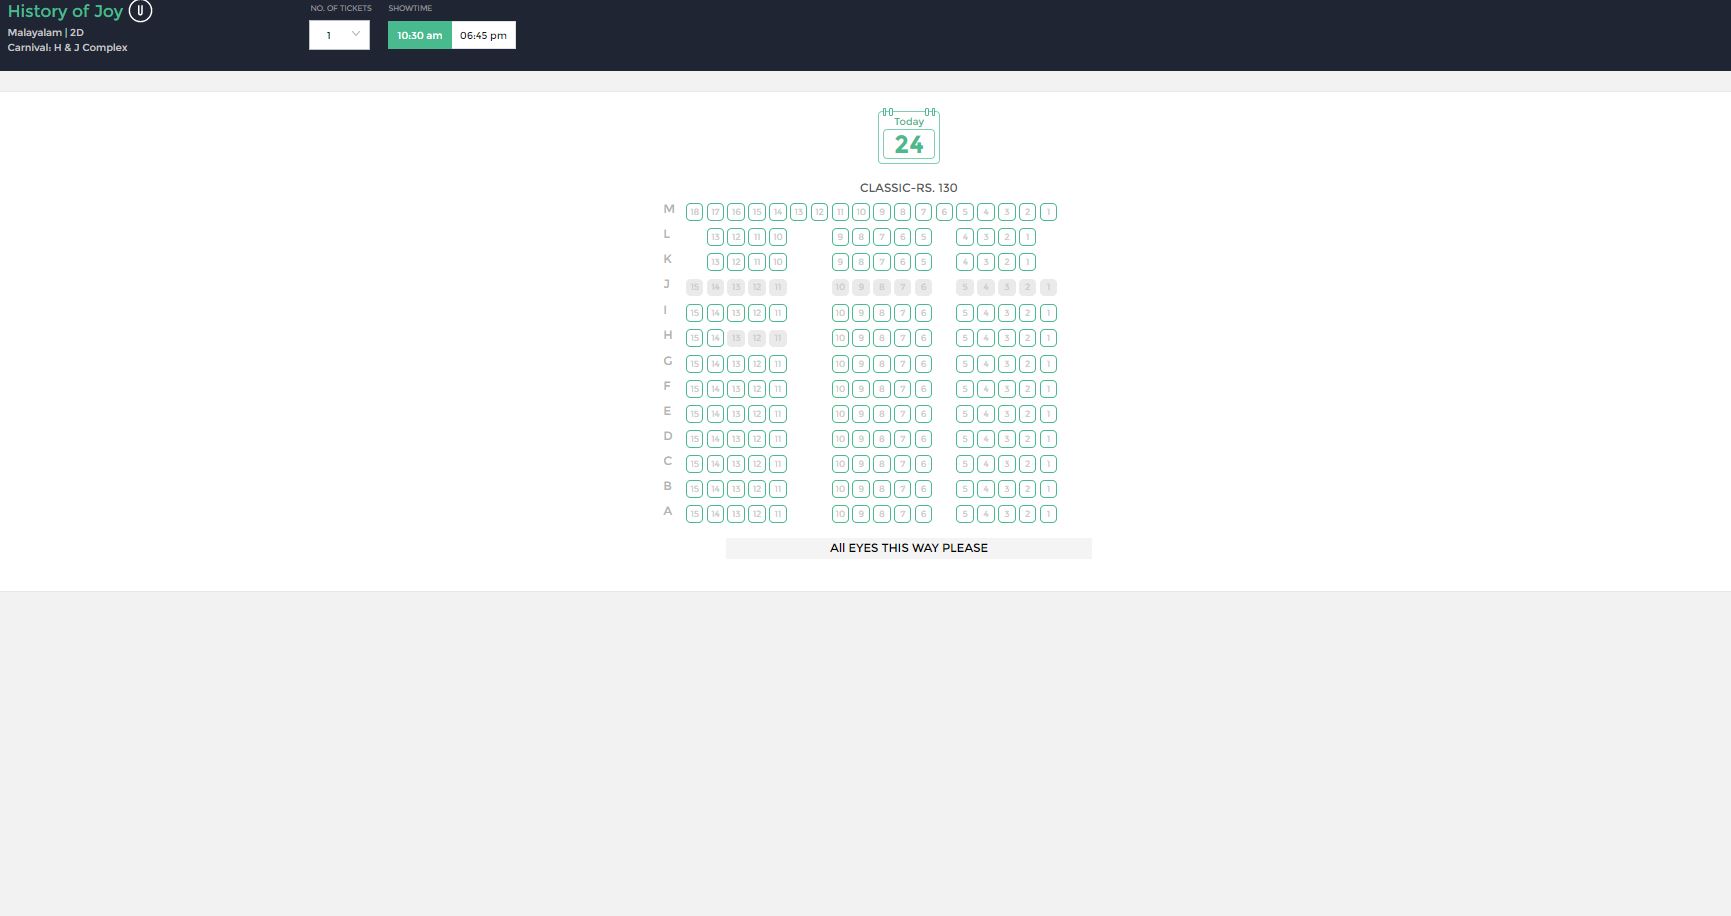 History of Joy U
Malayalam | 2D
Carnival: H & J Complex
NO. OF TICKETS
1
SHOWTIME
10:30 am 06:45 pm
Today
24
CLASSIC-RS. 130
M 18 17 16 15 14 13 12 11 10 9 8 7 6 5 4 3 2 1
L 13 12 11 10 9 8 7 6 5 4 3 2 1
K 13 12 11 10 9 8 7 6 5 4 3 2 1
J 15 14 13 12 11 10 9 8 7 6 5 4 3 2 1
I 15 14 13 12 11 10 9 8 7 6 5 4 3 2 1
H 15 14 13 12 11 10 9 8 7 6 5 4 3 2 1
G 15 14 13 12 11 10 9 8 7 6 5 4 3 2 1
F 15 14 13 12 11 10 9 8 7 6 5 4 3 2 1
E 15 14 13 12 11 10 9 8 7 6 5 4 3 2 1
D 15 14 13 12 11 10 9 8 7 6 5 4 3 2 1
C 15 14 13 12 11 10 9 8 7 6 5 4 3 2 1
B 15 14 13 12 11 10 9 8 7 6 5 4 3 2 1
A 15 14 13 12 11 10 9 8 7 6 5 4 3 2 1
All EYES THIS WAY PLEASE